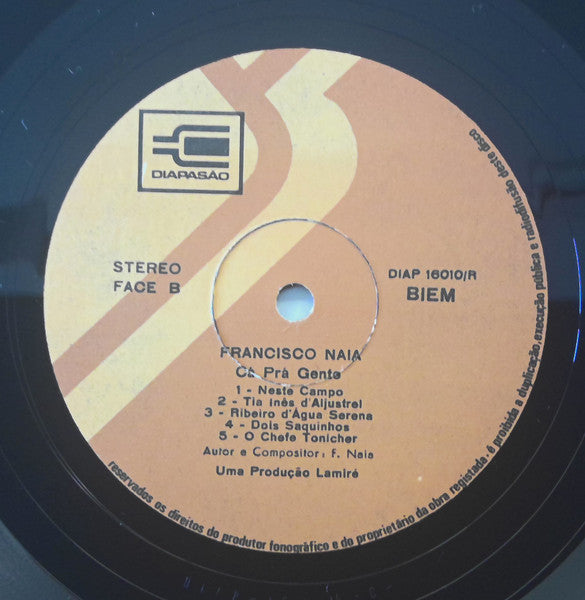 DIAPASÃO
STEREO
FACE B
DIAP 16010/R
BIEM
FRANCISCO NAIA
Cá Prá Gente
1 - Neste Campo
2 - Tia Inês d'Aljustrel
3 - Ribeiro d'Água Serena
4 - Dois Saquinhos
5 - O Chefe Tonicher
Autor e Compositor: F. Naia
Uma Produção Lamiré
reservados os direitos do produtor fonográfico e do proprietário da obra registada, é proibida a duplicação, execução pública e radiodifusão deste disco